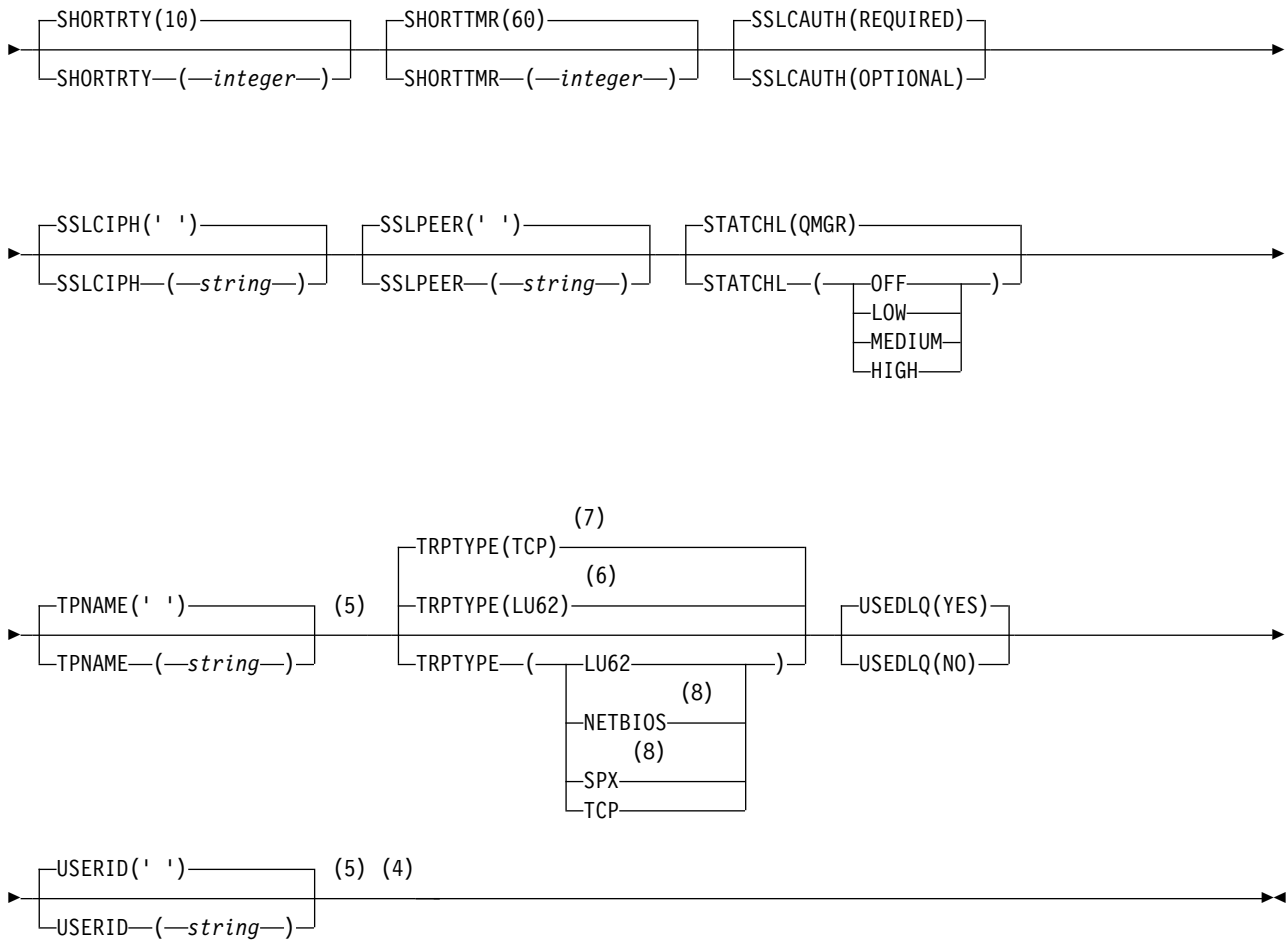 SHORTRTY(10) SHORTTMR(60) SSLCAUTH(REQUIRED)
SHORTRTY ( integer ) SHORTTMR ( integer ) SSLCAUTH(OPTIONAL)
SSLCIPH(' ') SSLPEER(' ') STATCHL(QMGR)
SSLCIPH ( string ) SSLPEER ( string ) STATCHL ( OFF )
LOW
MEDIUM
HIGH
(7)
TPNAME(' ') (5) TRPTYPE(TCP)
(6)
TRPTYPE(LU62) USEDLQ(YES)
TPNAME ( string ) TRPTYPE ( LU62 ) USEDLQ(NO)
(8)
NETBIOS
(8)
SPX
TCP
USERID(' ') (5) (4)
USERID ( string )